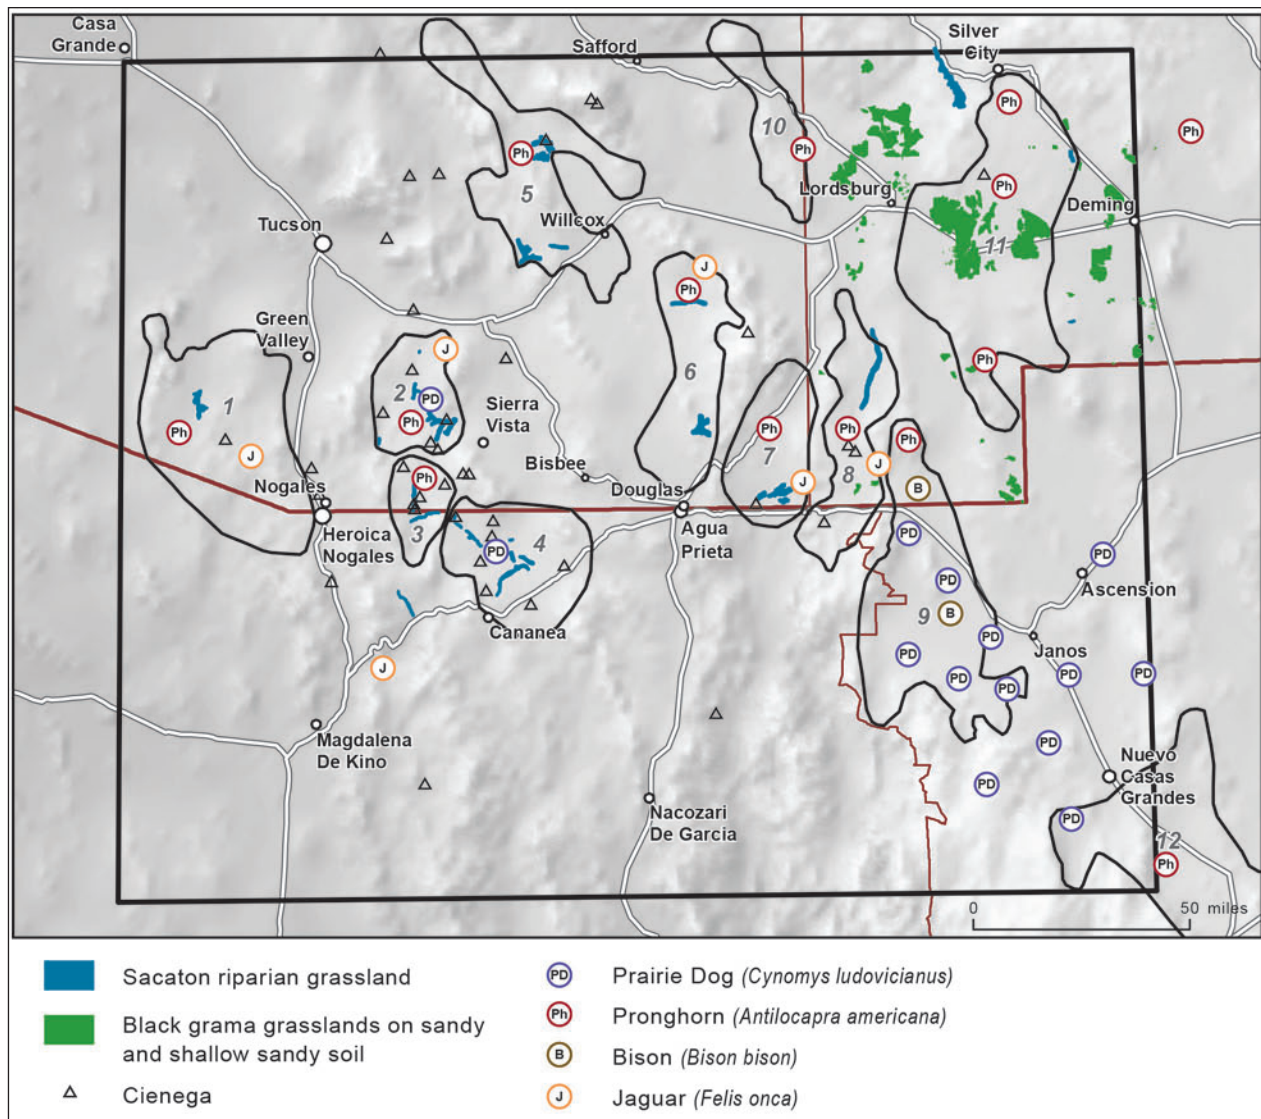 Casa
Grande
Safford
Silver
City
Ph
Ph
10
Ph
Ph
5
Ph
Lordsburg
Deming
Willcox
Tucson
11
J
Ph
Green
Valley
J
Ph
6
2
PD
1
Ph
Sierra
Vista
Ph
Ph
7
Ph
J
Bisbee
8
J
Ph
J
B
Nogales
Douglas
Heroica
Nogales
3
4
PD
Agua
Prieta
PD
PD
PD
Ascension
9
B
Cananea
PD
Janos
PD
J
PD
PD
PD
PD
Magdalena
De Kino
PD
PD
Nuevo
Casas
Grandes
Nacozari
De Garcia
PD
12
Ph
0 50 miles
Sacaton riparian grassland
Black grama grasslands on sandy
and shallow sandy soil
Cienega
PD Prairie Dog (Cynomys ludovicianus)
Ph Pronghorn (Antilocapra americana)
B Bison (Bison bison)
J Jaguar (Felis onca)